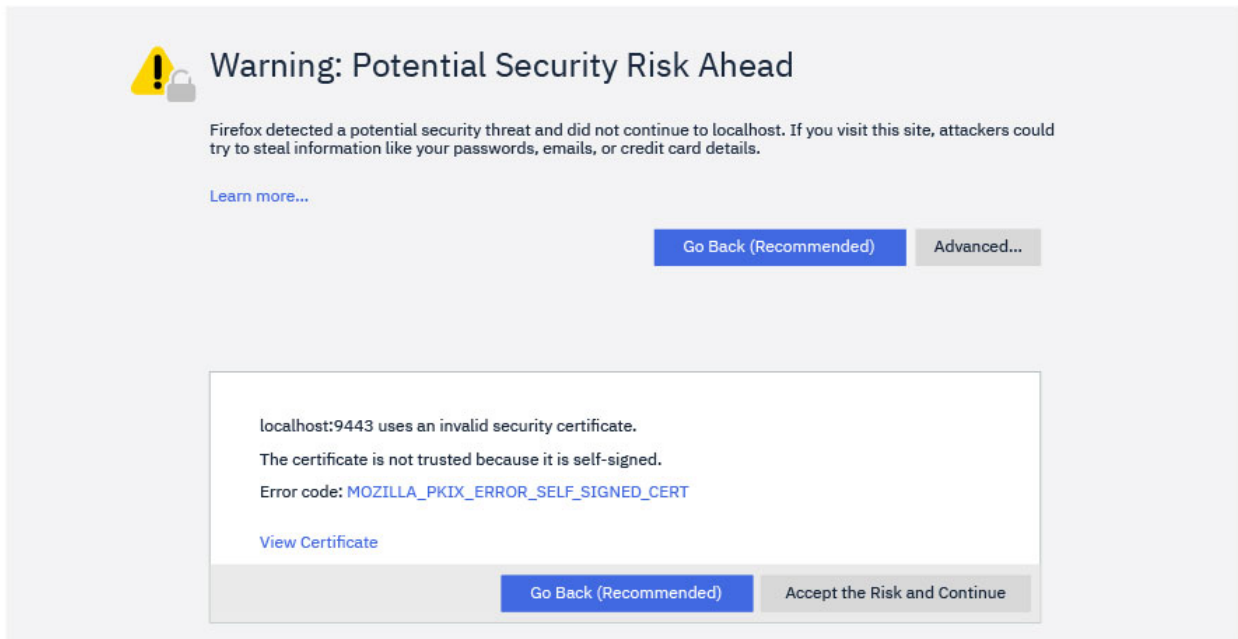 Warning: Potential Security Risk Ahead
Firefox detected a potential security threat and did not continue to localhost. If you visit this site, attackers could
try to steal information like your passwords, emails, or credit card details.
Learn more...
Go Back (Recommended)
Advanced...
localhost:9443 uses an invalid security certificate.
The certificate is not trusted because it is self-signed.
Error code: MOZILLA_PKIX_ERROR_SELF_SIGNED_CERT
View Certificate
Go Back (Recommended)
Accept the Risk and Continue